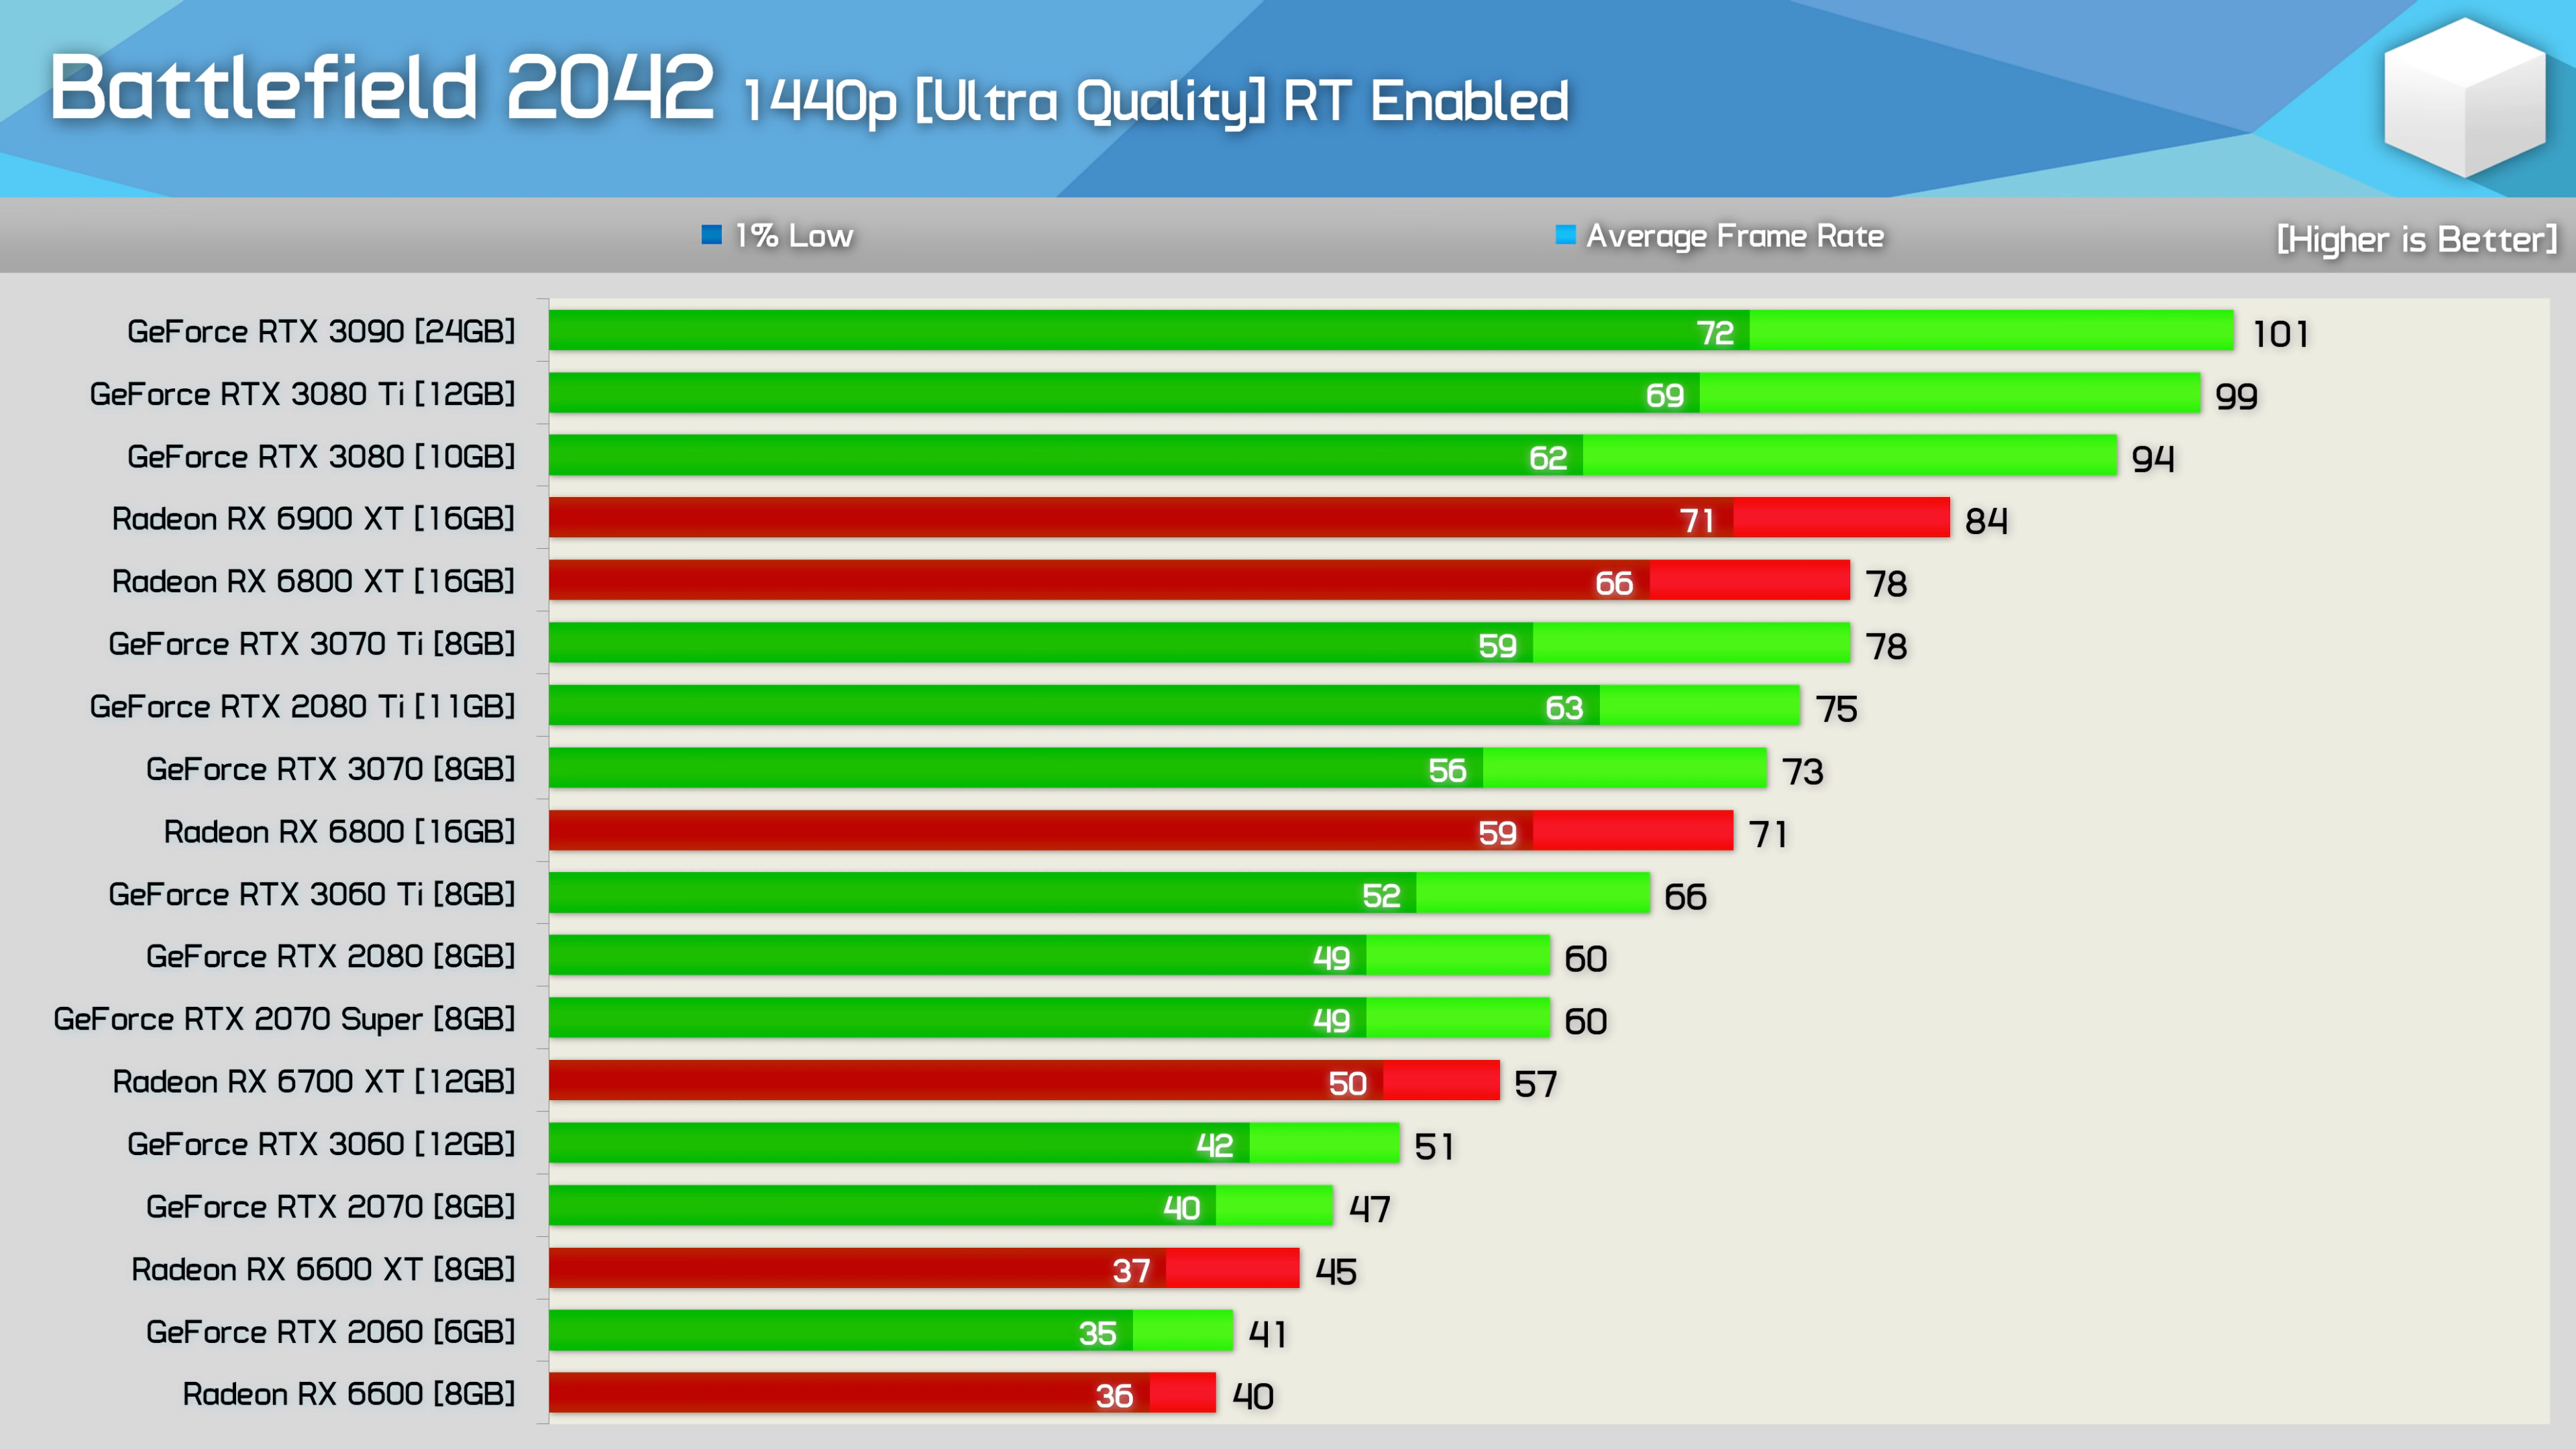 Battlefield 2042 1440p [Ultra Quality] RT Enabled
1% Low Average Frame Rate [Higher is Better]
GeForce RTX 3090 [24GB] 72 101
GeForce RTX 3080 Ti [12GB] 69 99
GeForce RTX 3080 [10GB] 62 94
Radeon RX 6900 XT [16GB] 71 84
Radeon RX 6800 XT [16GB] 66 78
GeForce RTX 3070 Ti [8GB] 59 78
GeForce RTX 2080 Ti [11GB] 63 75
GeForce RTX 3070 [8GB] 56 73
Radeon RX 6800 [16GB] 59 71
GeForce RTX 3060 Ti [8GB] 52 66
GeForce RTX 2080 [8GB] 49 60
GeForce RTX 2070 Super [8GB] 49 60
Radeon RX 6700 XT [12GB] 50 57
GeForce RTX 3060 [12GB] 42 51
GeForce RTX 2070 [8GB] 40 47
Radeon RX 6600 XT [8GB] 37 45
GeForce RTX 2060 [6GB] 35 41
Radeon RX 6600 [8GB] 36 40